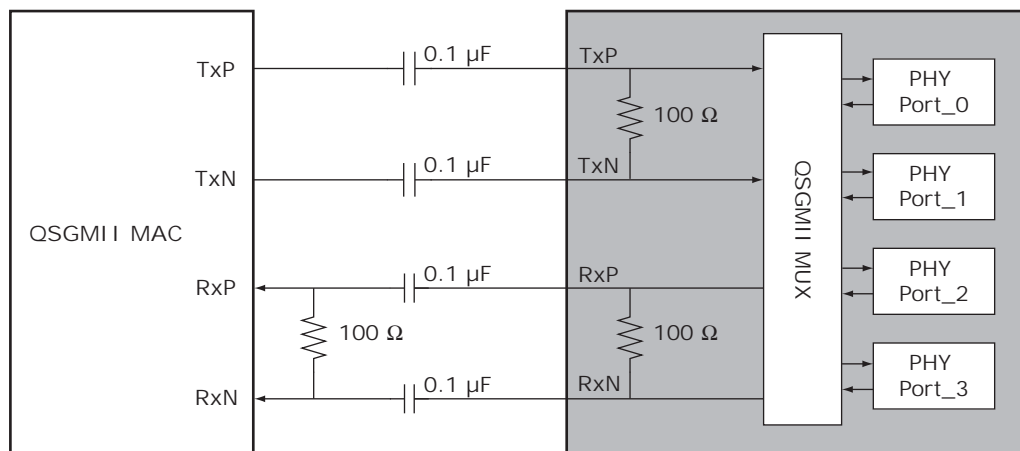 TxP
0.1 µF
TxP
100 Ω
TxN
0.1 µF
TxN
QSGMII MAC
RxP
0.1 µF
RxP
100 Ω
100 Ω
RxN
0.1 µF
RxN
QSGMII MUX
PHY
Port_0
PHY
Port_1
PHY
Port_2
PHY
Port_3